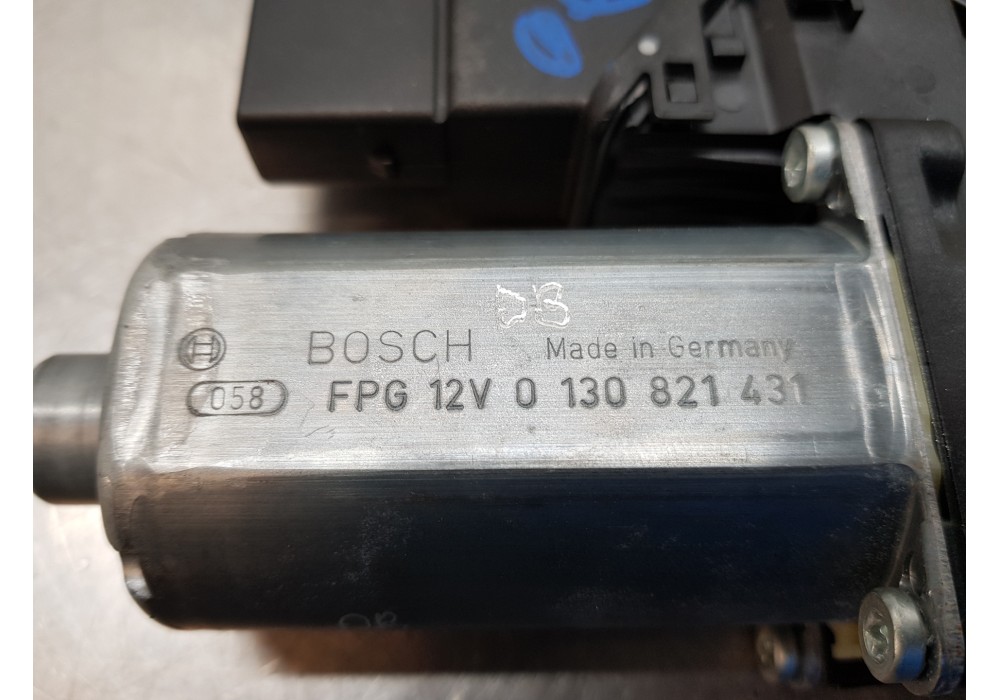 BOSCH Made in Germany
058 FPG 12V 0 130 821 431